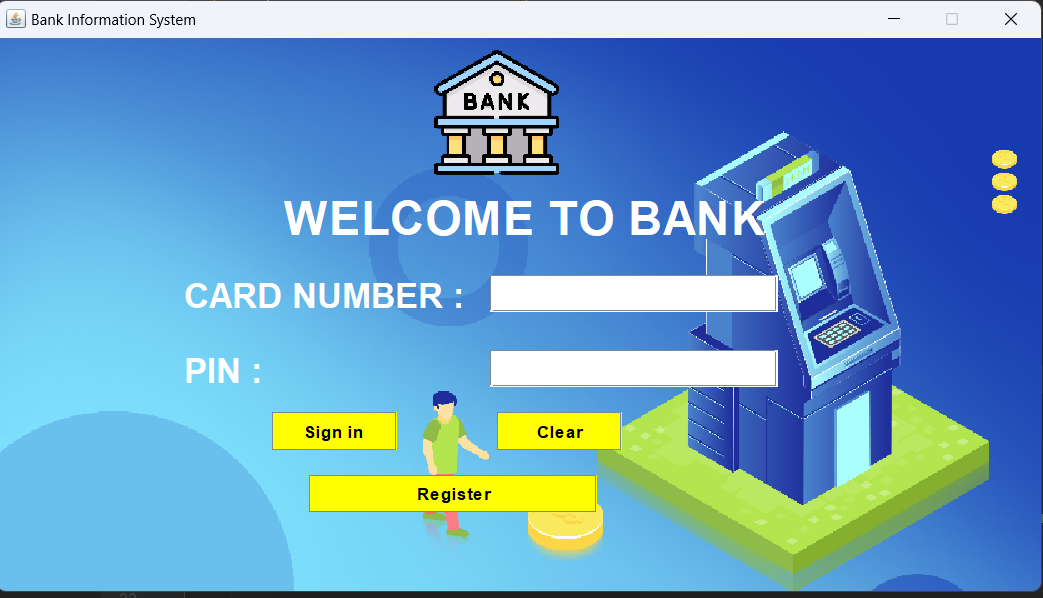 Bank Information System
BANK
WELCOME TO BANK
CARD NUMBER :
PIN :
Sign in
Clear
Register